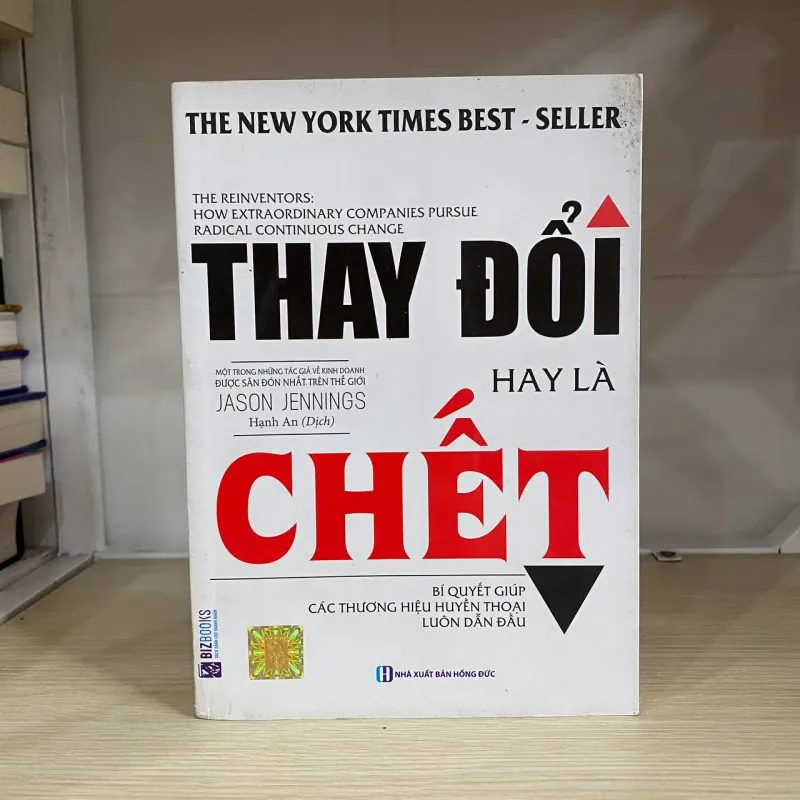 THE NEW YORK TIMES BEST - SELLER
THE REINVENTORS:
HOW EXTRAORDINARY COMPANIES PURSUE
RADICAL CONTINUOUS CHANGE
THAY ĐỔI
HAY LÀ
MỘT TRONG NHỮNG TÁC GIẢ VỀ KINH DOANH
ĐƯỢC SĂN ĐÓN NHẤT TRÊN THẾ GIỚI
JASON JENNINGS
Hạnh An (Dịch)
CHẾT
BÍ QUYẾT GIÚP
CÁC THƯƠNG HIỆU HUYỀN THOẠI
LUÔN DẪN ĐẦU
BIZBOOKS
NHÀ XUẤT BẢN HỒNG ĐỨC